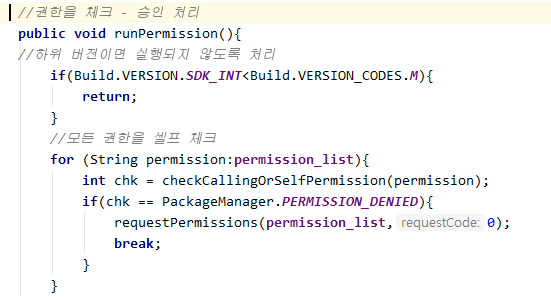 //권한을 체크 - 승인 처리
public void runPermission(){
//하위 버전이면 실행되지 않도록 처리
if(Build.VERSION.SDK_INT<Build.VERSION_CODES.M){
return;
}
//모든 권한을 셀프 체크
for (String permission:permission_list){
int chk = checkCallingOrSelfPermission(permission);
if(chk == PackageManager.PERMISSION_DENIED){
requestPermissions(permission_list, requestCode: 0);
break;
}
}